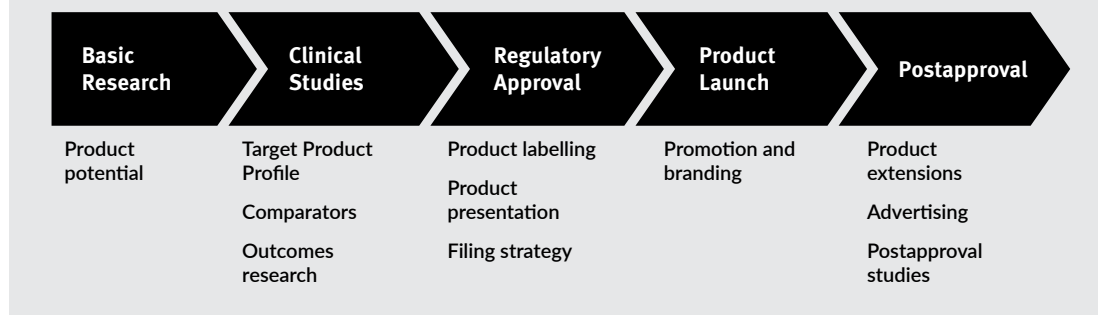 Basic
Research
Clinical
Studies
Regulatory
Approval
Product
Launch
Postapproval
Product
potential
Target Product
Profile
Comparators
Outcomes
research
Product labelling
Product
presentation
Filing strategy
Promotion and
branding
Product
extensions
Advertising
Postapproval
studies